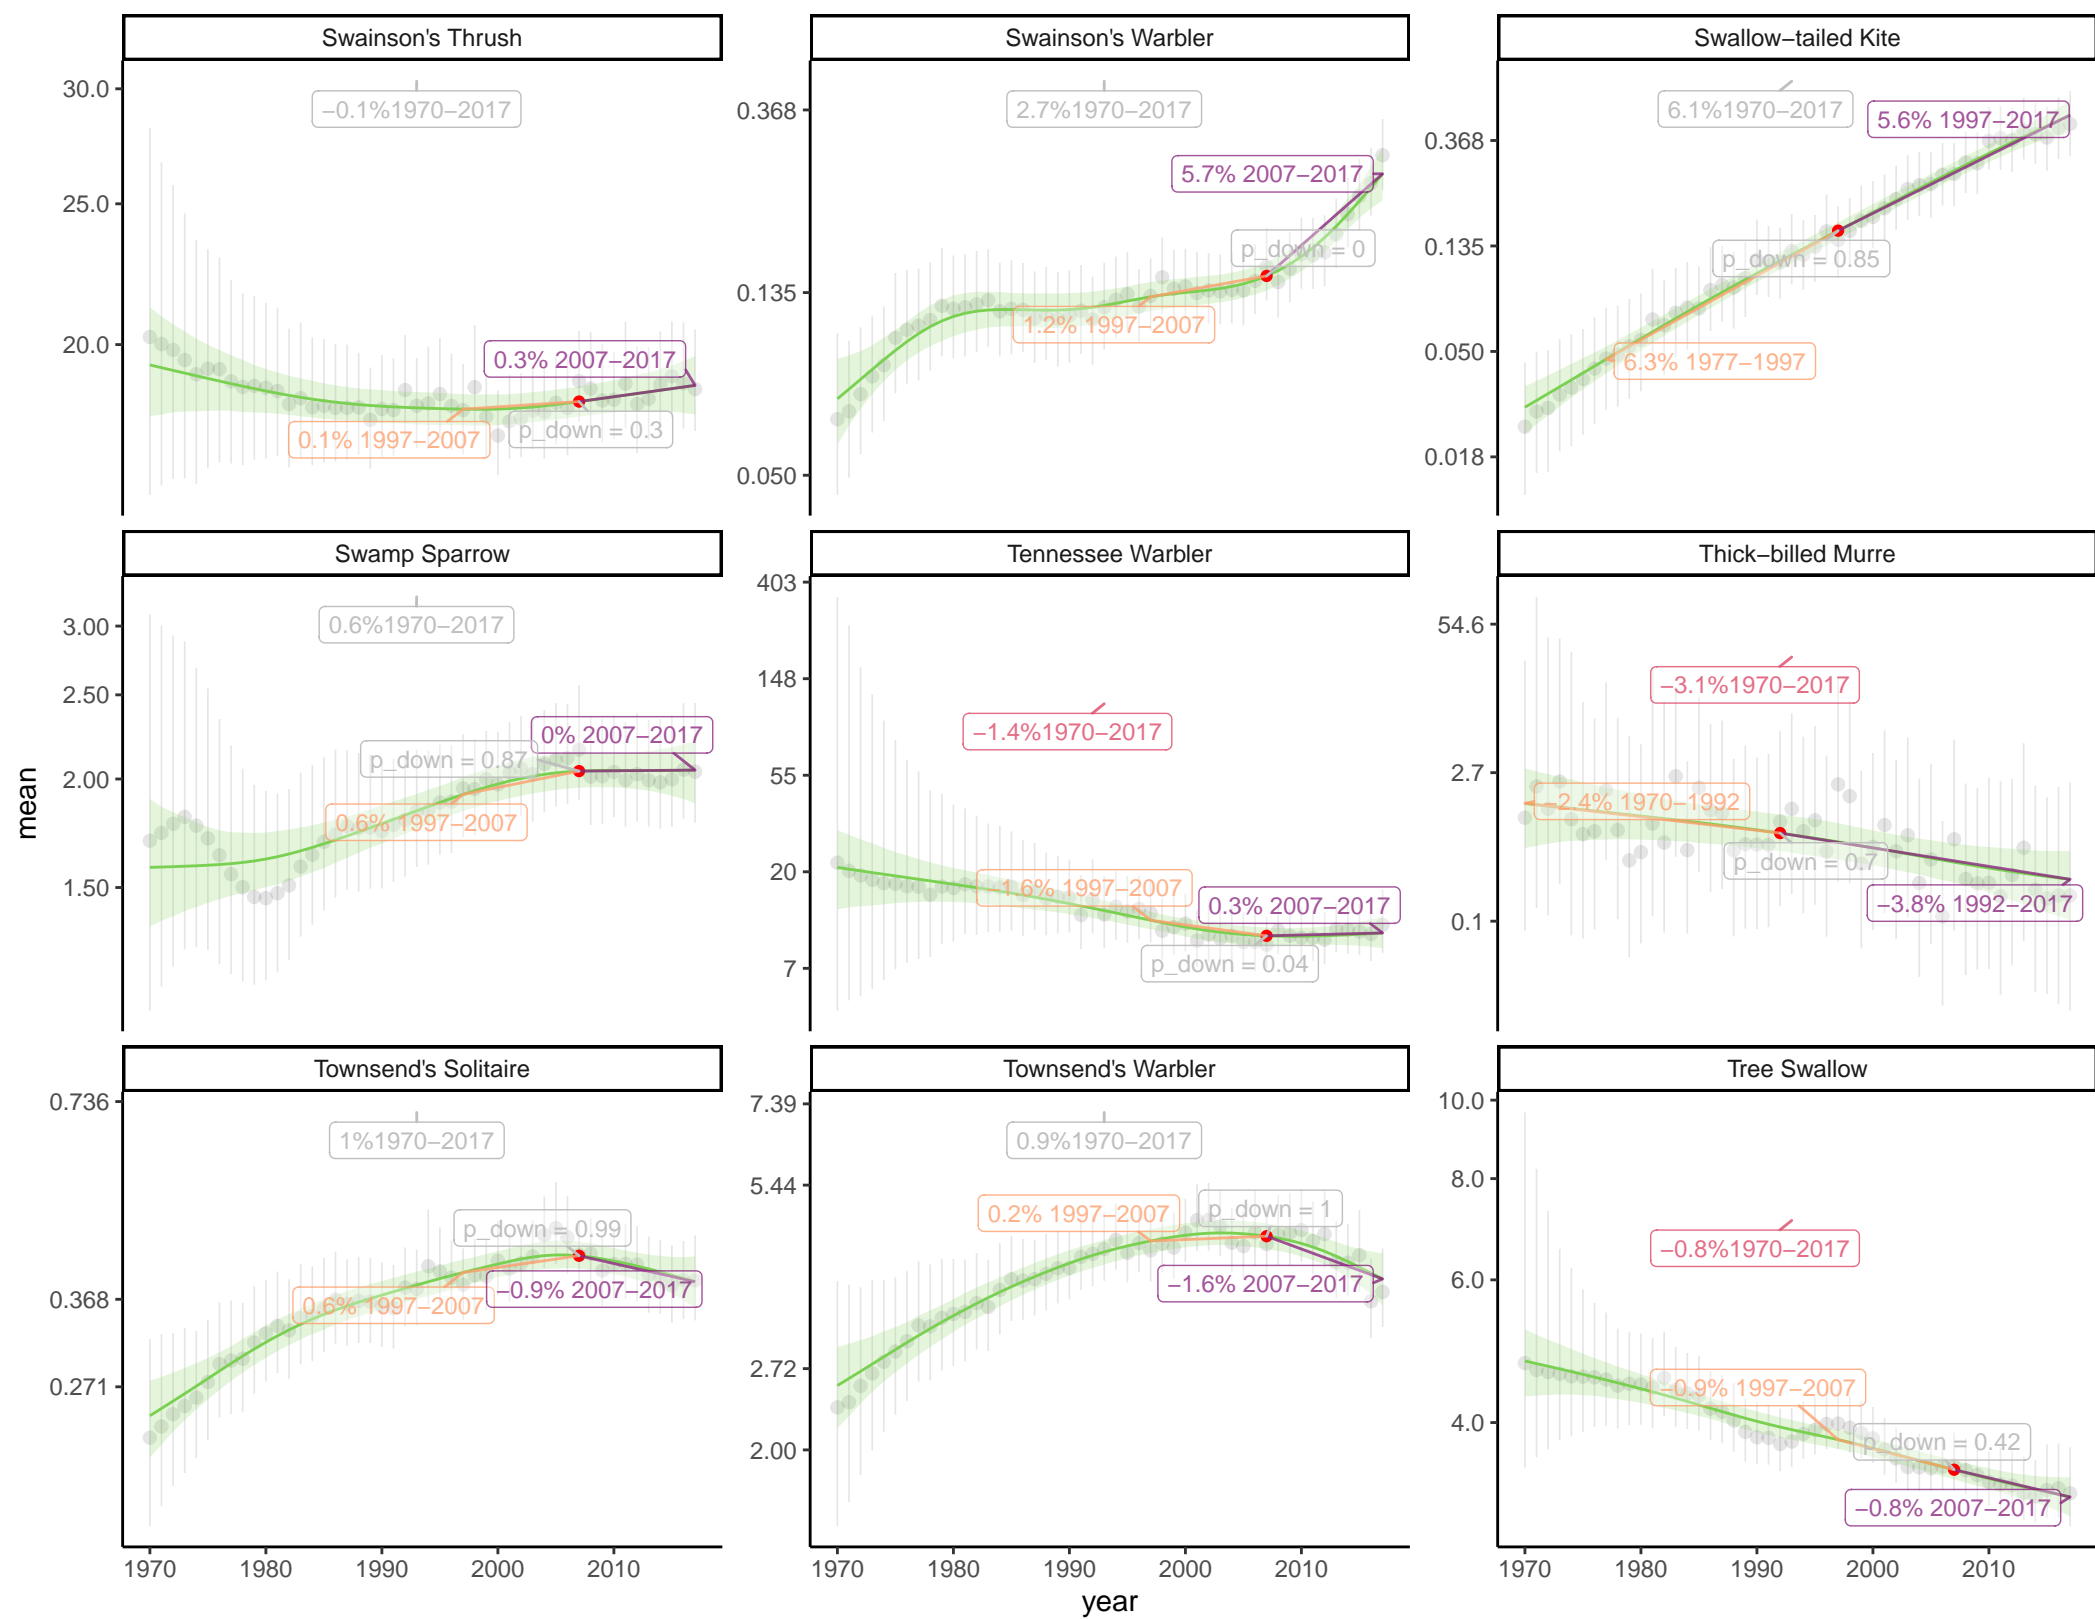 Swainson's Thrush
Swainson's Warbler
Swallow−tailed Kite
30.0
25.0
20.0
−0.1%1970−2017
0.3% 2007−2017
0.1% 1997−2007
p_down = 0.3
0.368
0.135
0.050
2.7%1970−2017
5.7% 2007−2017
p_down = 0
1.2% 1997−2007
0.368
0.135
0.050
0.018
6.1%1970−2017
5.6% 1997−2017
p_down = 0.85
6.3% 1977−1997
Swamp Sparrow
Tennessee Warbler
Thick−billed Murre
mean
3.00
2.50
2.00
1.50
0.6%1970−2017
0% 2007−2017
p_down = 0.87
0.6% 1997−2007
403
148
55
20
7
−1.4%1970−2017
−1.6% 1997−2007
0.3% 2007−2017
p_down = 0.04
54.6
2.7
0.1
−3.1%1970−2017
−2.4% 1970−1992
p_down = 0.7
−3.8% 1992−2017
Townsend's Solitaire
Townsend's Warbler
Tree Swallow
0.736
0.368
0.271
1%1970−2017
p_down = 0.99
−0.9% 2007−2017
0.6% 1997−2007
7.39
5.44
2.72
2.00
0.9%1970−2017
0.2% 1997−2007
p_down = 1
−1.6% 2007−2017
10.0
8.0
6.0
4.0
−0.8%1970−2017
−0.9% 1997−2007
p_down = 0.42
−0.8% 2007−2017
1970 1980 1990 2000 2010
1970 1980 1990 2000 2010
1970 1980 1990 2000 2010
year